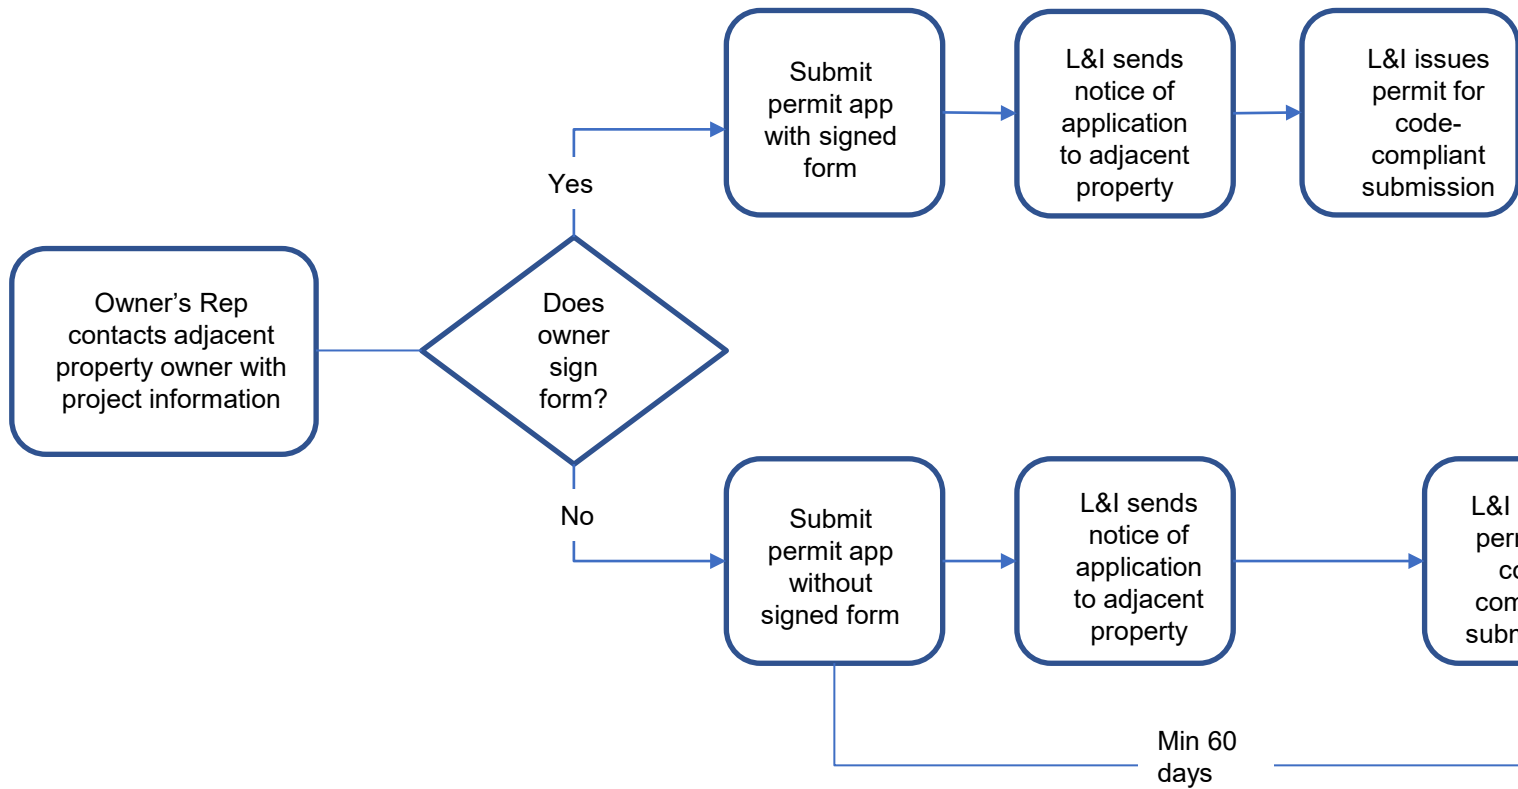 Submit
permit app
with signed
form
L&I sends
notice of
application
to adjacent
property
L&I issues
permit for
code-
compliant
submission
Yes
Owner’s Rep
contacts adjacent
property owner with
project information
Does
owner
sign
form?
No
Submit
permit app
without
signed form
L&I sends
notice of
application
to adjacent
property
L&I
Min 60
days